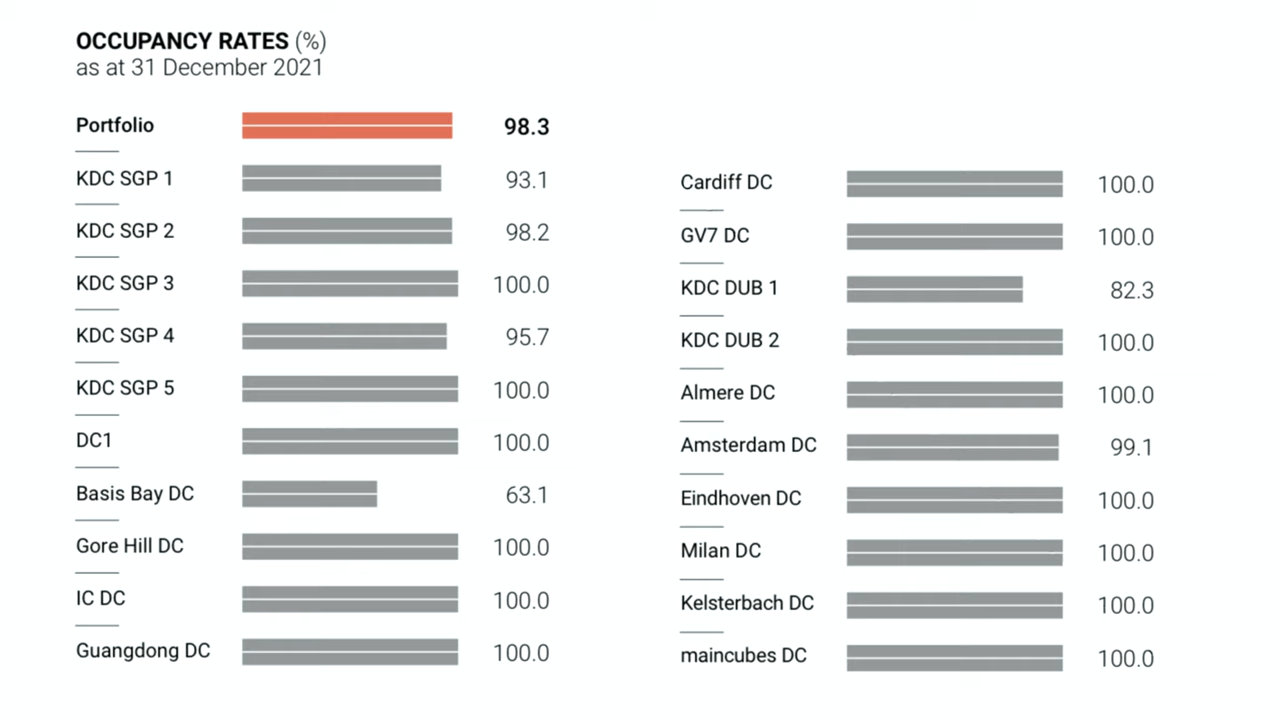 OCCUPANCY RATES (%)
as at 31 December 2021
Portfolio 98.3
KDC SGP 1 93.1
KDC SGP 2 98.2
KDC SGP 3 100.0
KDC SGP 4 95.7
KDC SGP 5 100.0
DC1 100.0
Basis Bay DC 63.1
Gore Hill DC 100.0
IC DC 100.0
Guangdong DC 100.0
Cardiff DC 100.0
GV7 DC 100.0
KDC DUB 1 82.3
KDC DUB 2 100.0
Almere DC 100.0
Amsterdam DC 99.1
Eindhoven DC 100.0
Milan DC 100.0
Kelsterbach DC 100.0
maincubes DC 100.0